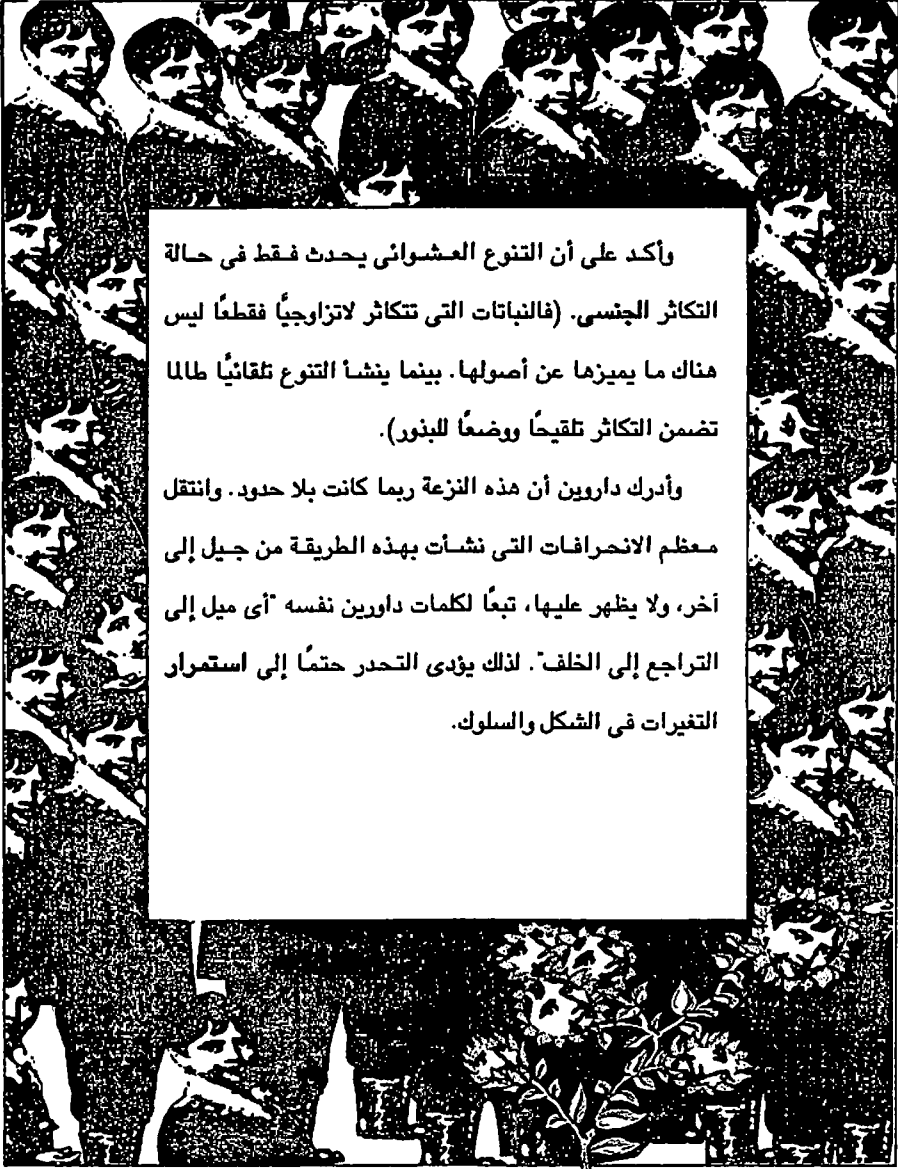 وأكد على أن التنوع العشوائى يحدث فقط فى حالة
التكاثر الجنسى. (فالنباتات التى تتكاثر لاتزاوجيًا فقطعًا ليس
هناك ما يميزها عن أصولها. بينما ينشأ التنوع تلقائيًا طالما
تضمن التكاثر تلقيحًا ووضعًا للبذور).
وأدرك داروين أن هذه النزعة ربما كانت بلا حدود. وانتقل
معظم الانحرافات التى نشأت بهذه الطريقة من جيل إلى
آخر، ولا يظهر عليها، تبعًا لكلمات داورين نفسه "أى ميل إلى
التراجع إلى الخلف". لذلك يؤدى التحدر حتمًا إلى استمرار
التغيرات فى الشكل والسلوك.